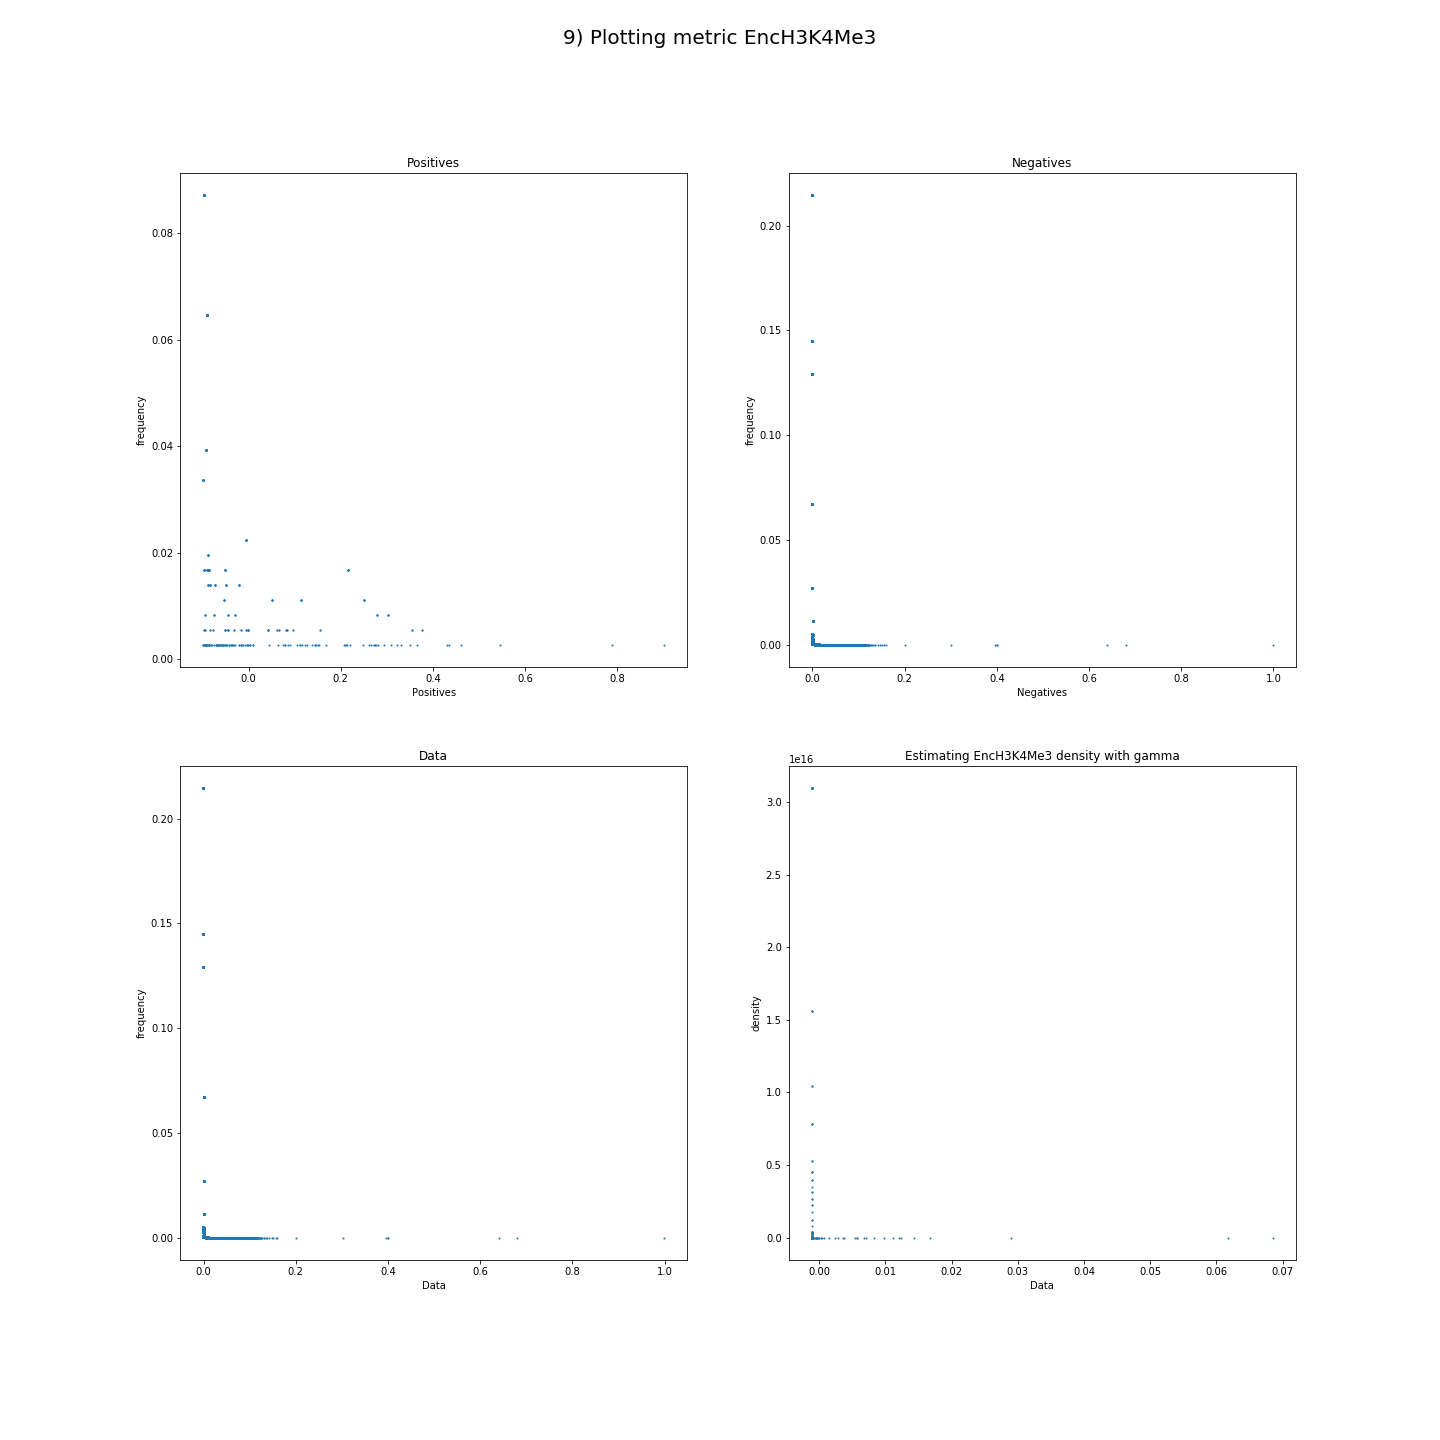 9) Plotting metric EncH3K4Me3
Positives
0.08
0.06
0.04
0.02
0.00
frequency
0.0 0.2 0.4 0.6 0.8
Positives
Negatives
0.20
0.15
0.10
0.05
0.00
frequency
0.0 0.2 0.4 0.6 0.8 1.0
Negatives
Data
0.20
0.15
0.10
0.05
0.00
frequency
0.0 0.2 0.4 0.6 0.8 1.0
Data
Estimating EncH3K4Me3 density with gamma
1e16
3.0
2.5
2.0
1.5
1.0
0.5
0.0
density
0.00 0.01 0.02 0.03 0.04 0.05 0.06 0.07
Data